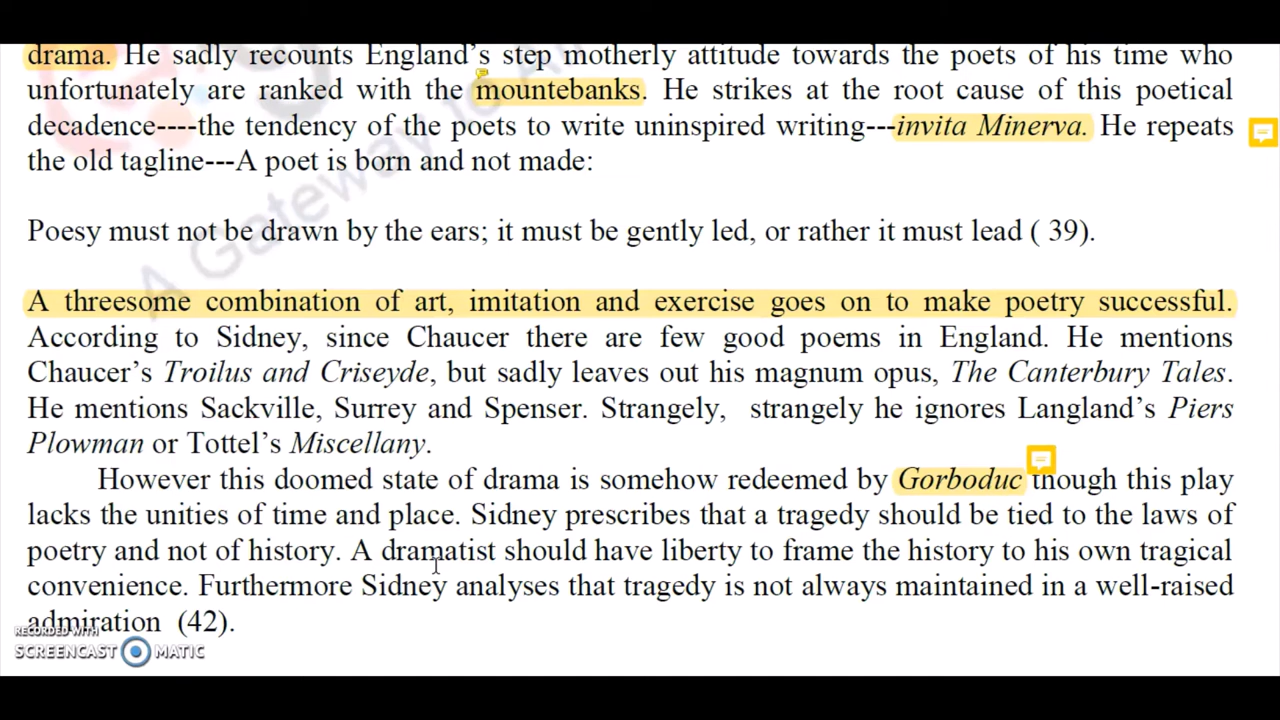 drama. He sadly recounts England's step motherly attitude towards the poets of his time who
unfortunately are ranked with the mountebanks. He strikes at the root cause of this poetical
decadence----the tendency of the poets to write uninspired writing---invita Minerva. He repeats
the old tagline---A poet is born and not made:
Poesy must not be drawn by the ears; it must be gently led, or rather it must lead ( 39).
A threesome combination of art, imitation and exercise goes on to make poetry successful.
According to Sidney, since Chaucer there are few good poems in England. He mentions
Chaucer's Troilus and Criseyde, but sadly leaves out his magnum opus, The Canterbury Tales.
He mentions Sackville, Surrey and Spenser. Strangely, strangely he ignores Langland's Piers
Plowman or Tottel's Miscellany.
However this doomed state of drama is somehow redeemed by Gorboduc though this play
lacks the unities of time and place. Sidney prescribes that a tragedy should be tied to the laws of
poetry and not of history. A dramatist should have liberty to frame the history to his own tragical
convenience. Furthermore Sidney analyses that tragedy is not always maintained in a well-raised
admiration (42).
RECORDED WITH
SCREENCAST MATIC
A Gateway to